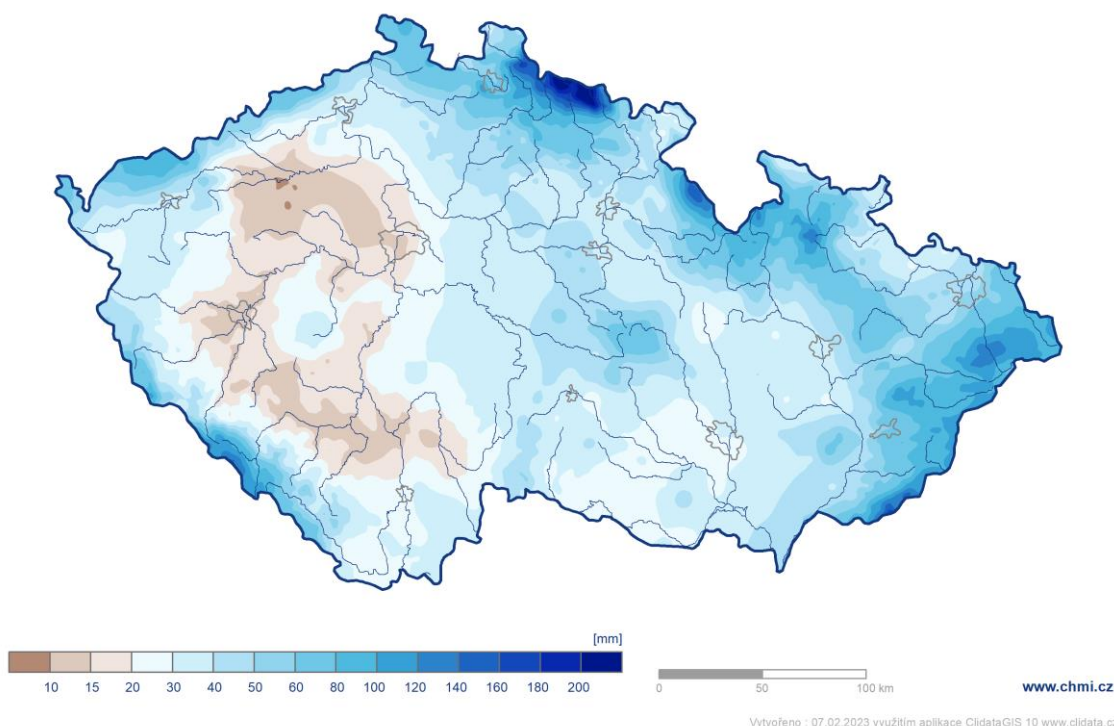 [mm]
10 15 20 30 40 50 60 80 100 120 140 160 180 200
0 50 100 km
www.chmi.cz
Vytvořeno : 07.02.2023 využitím aplikace ClidataGIS 10 www.clidata.cz